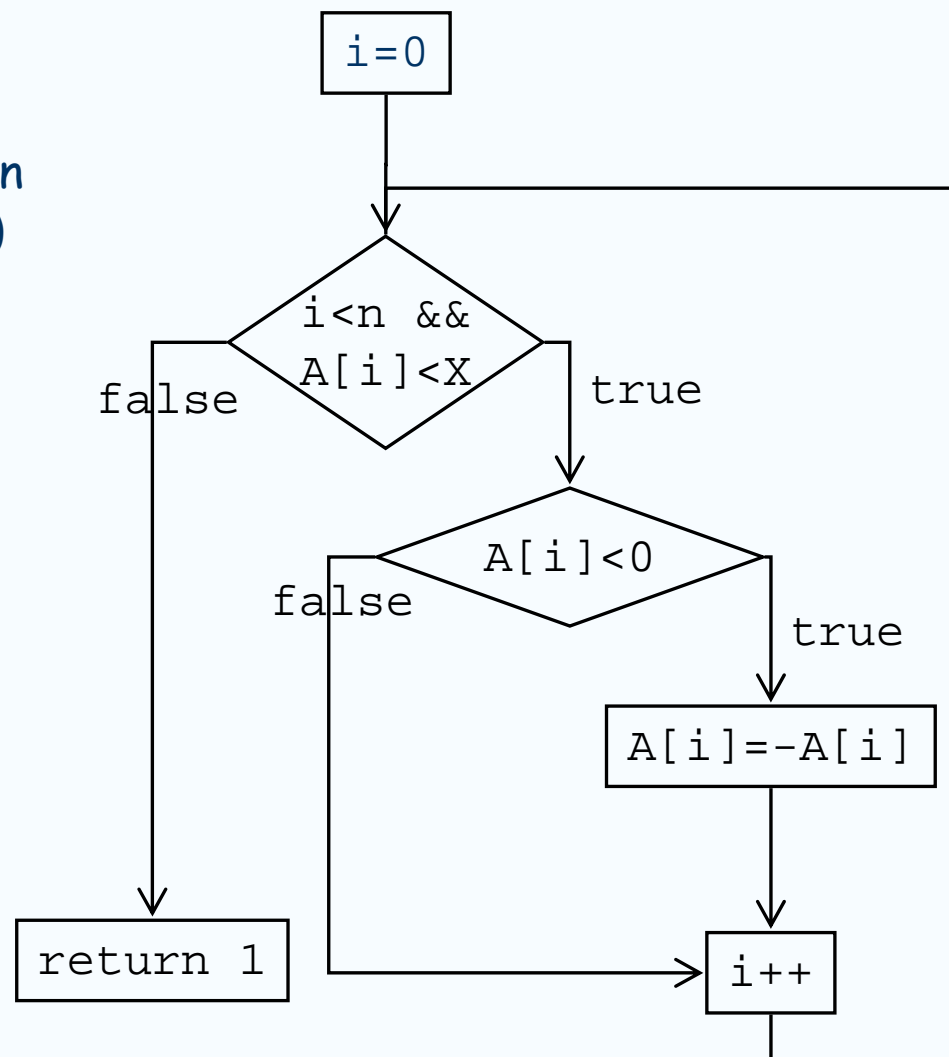 i=0
n
)
i<n &&
A[i]<X
false
true
A[i]<0
false
true
A[i]=-A[i]
return 1
i++